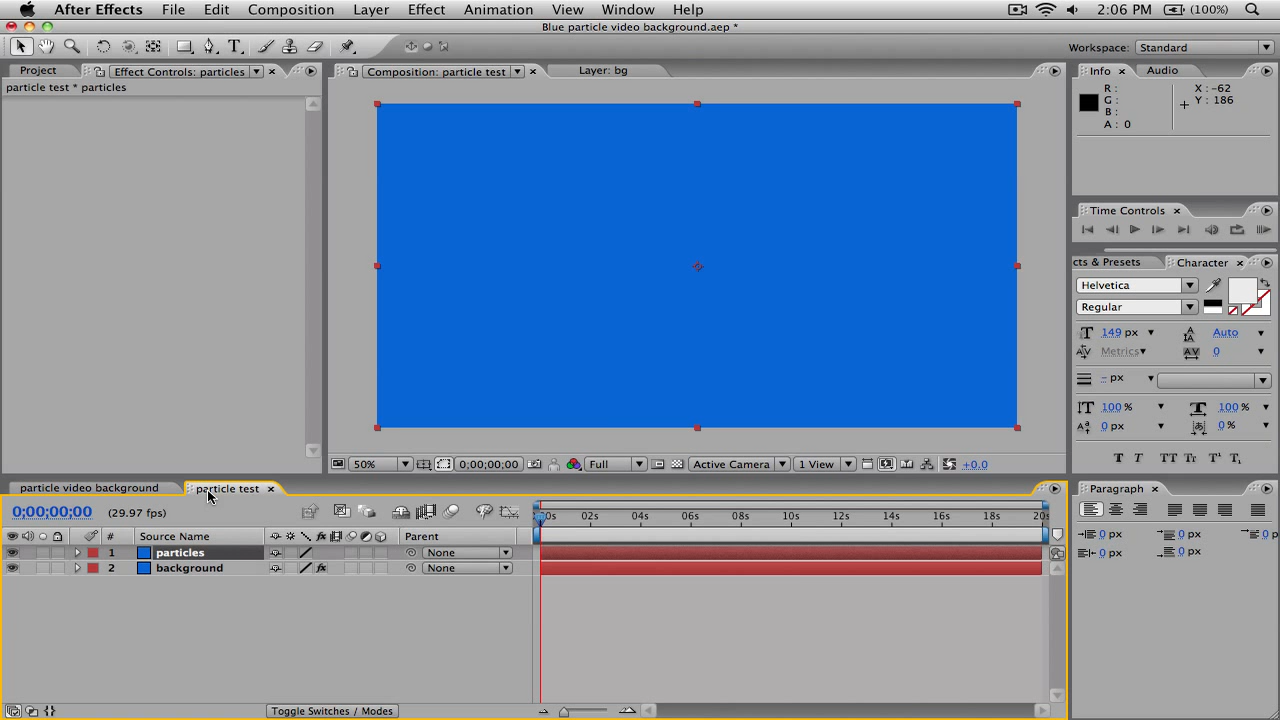 After Effects File Edit Composition Layer Effect Animation View Window Help 2:06 PM (100%)
Blue particle video background.aep *
Workspace: Standard
Project Effect Controls: particles Composition: particle test Layer: bg Info Audio
particle test * particles
R : X : -62
G : Y : 186
B :
A : 0
Time Controls
cts & Presets Character
Helvetica
Regular
149 px Auto
Metrics 0
- px
100 % 100 %
0 px 0 %
50% 0;00;00;00 Full Active Camera 1 View +0.0
T T TT Tr T' T,
particle video background particle test Paragraph
0;00;00;00 (29.97 fps) 00s 02s 04s 06s 08s 10s 12s 14s 16s 18s 20s
# Source Name Parent
0 px 0 px 0 p
1 particles None
0 px 0 px
2 background None
Toggle Switches / Modes